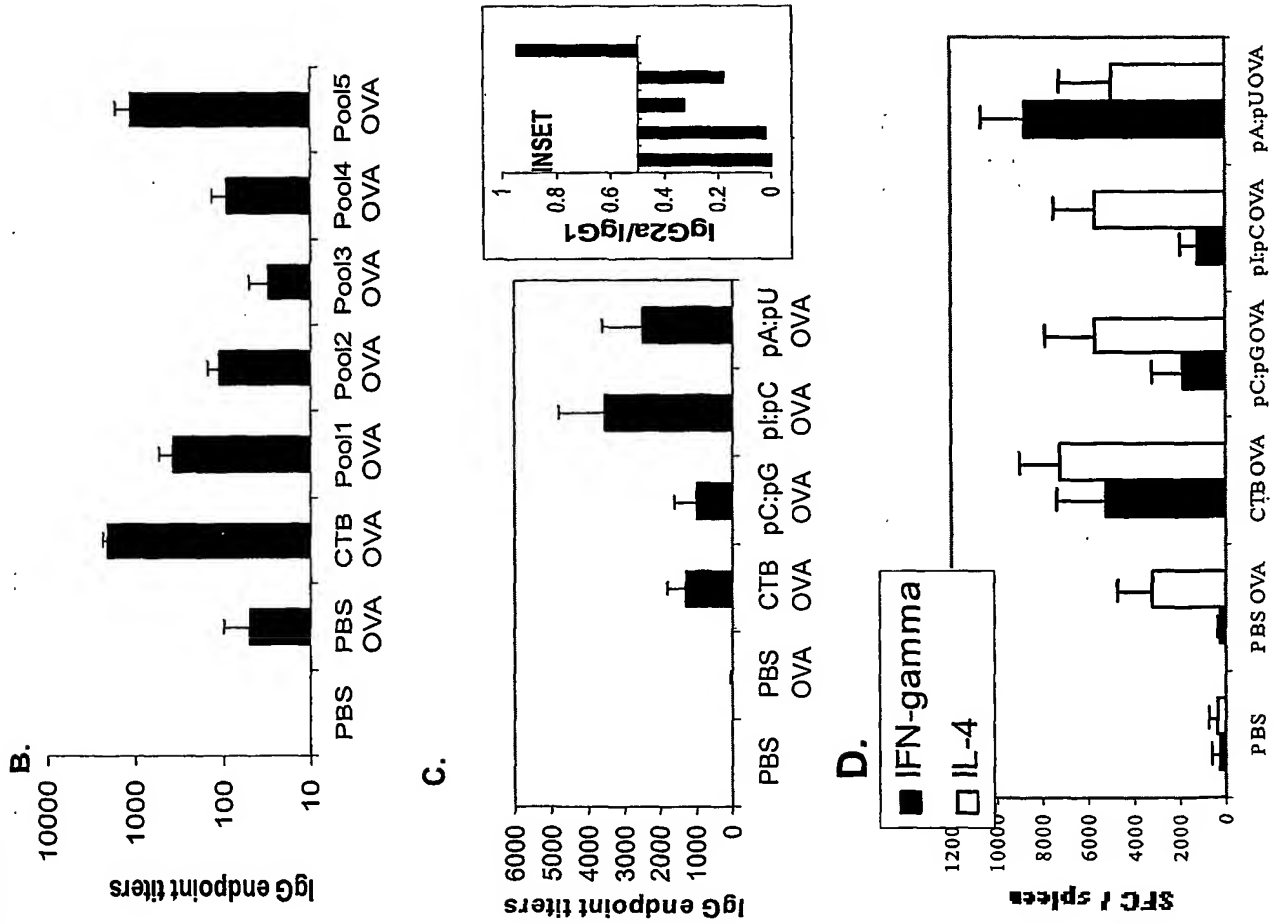 B.
IgG endpoint titers
10000
1000
100
10
PBS
PBS OVA
CTB OVA
Pool1 OVA
Pool2 OVA
Pool3 OVA
Pool4 OVA
Pool5 OVA
C.
IgG endpoint titers
6000
5000
4000
3000
2000
1000
0
PBS
PBS OVA
CTB OVA
pC:pG OVA
pI:pC OVA
pA:pU OVA
INSET
IgG2a/IgG1
1
0.8
0.6
0.4
0.2
0
D.
IFN-gamma
IL-4
SFC / spleen
1200
1000
8000
6000
4000
2000
0
PBS
PBS OVA
CTB OVA
pC:pG OVA
pI:pC OVA
pA:pU OVA